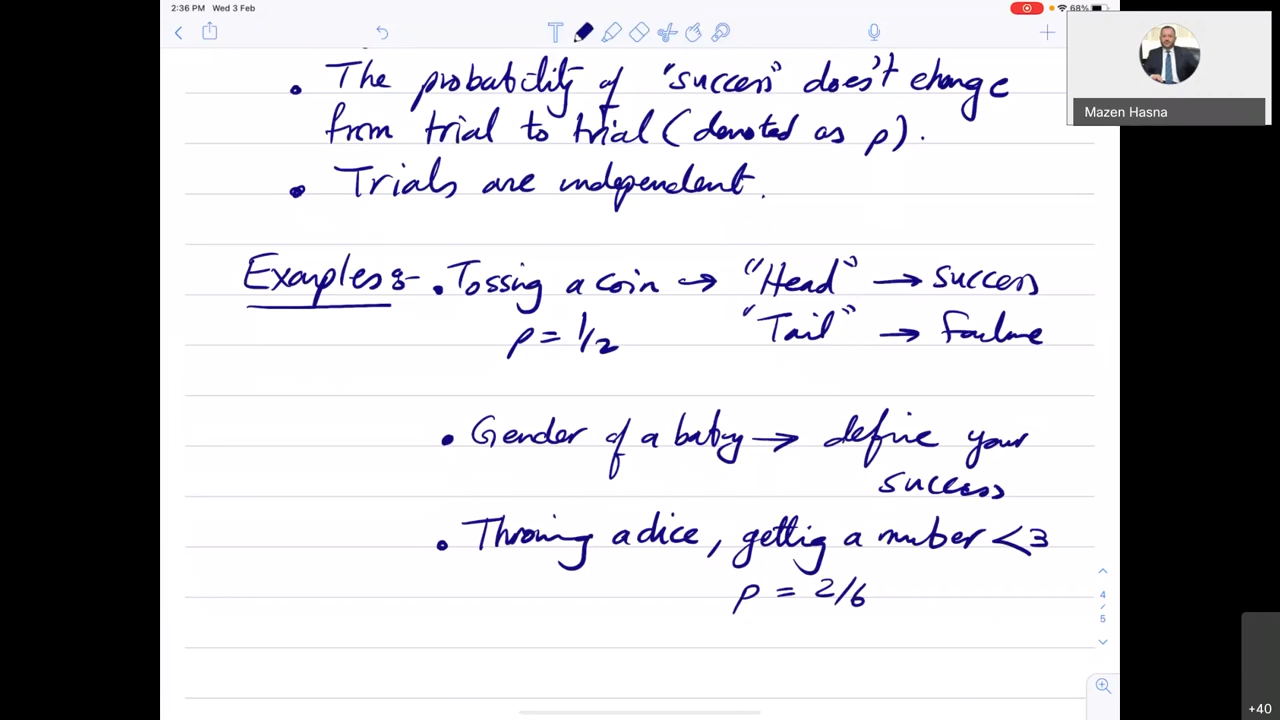 2:36 PM Wed 3 Feb
68%
Mazen Hasna
The probability of "success" does't change
from trial to trial (denoted as p).
Trials are independent.
Examples:- . Tossing a coin → "Head" → success
p = 1/2 "Tail" → failure
. Gender of a baby → define your
success
. Throwing a dice, getting a number <3
p = 2/6
4
/
5
+40